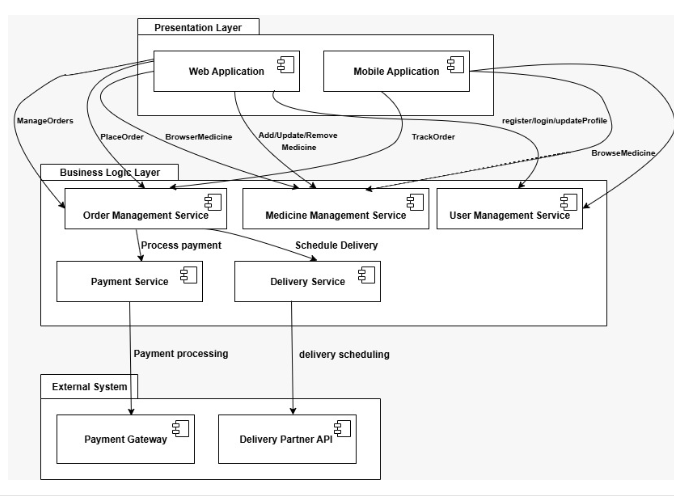 Presentation Layer
Web Application
Mobile Application
ManageOrders
PlaceOrder
BrowserMedicine
Add/Update/Remove
Medicine
TrackOrder
register/login/updateProfile
BrowseMedicine
Business Logic Layer
Order Management Service
Medicine Management Service
User Management Service
Process payment
Schedule Delivery
Payment Service
Delivery Service
Payment processing
delivery scheduling
External System
Payment Gateway
Delivery Partner API